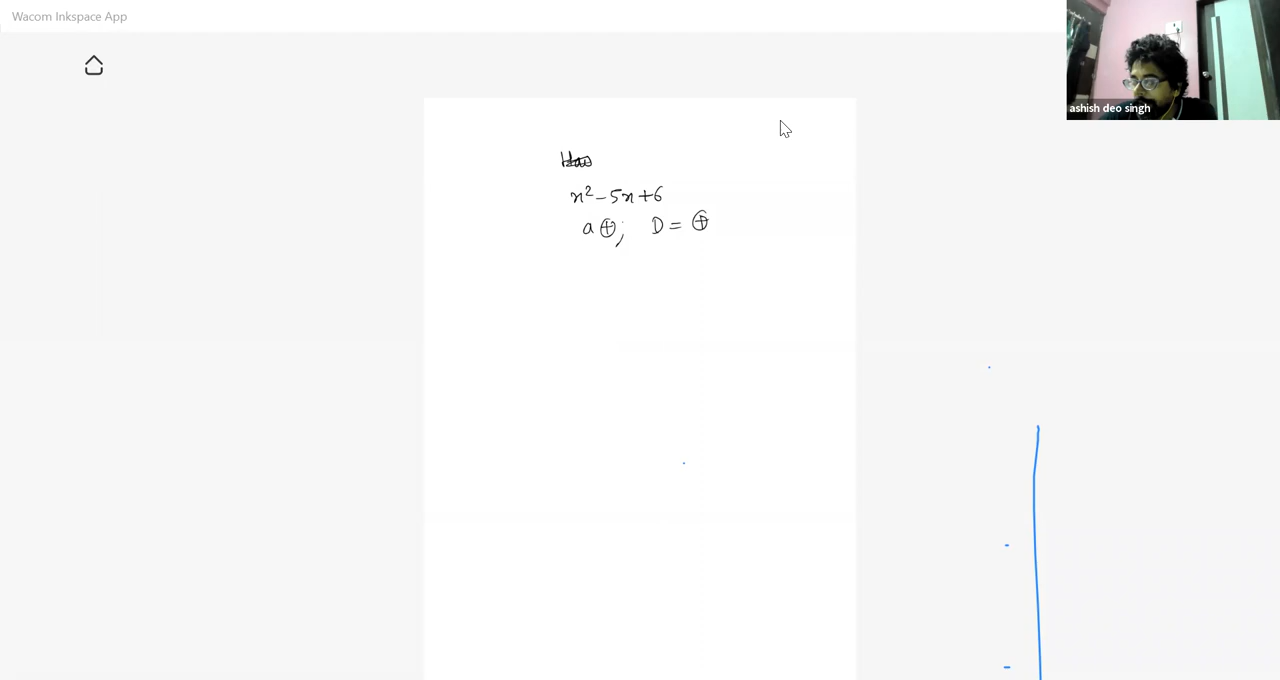 Wacom Inkspace App
ashish deo singh
x² - 5x + 6
a ⊕; D = ⊕